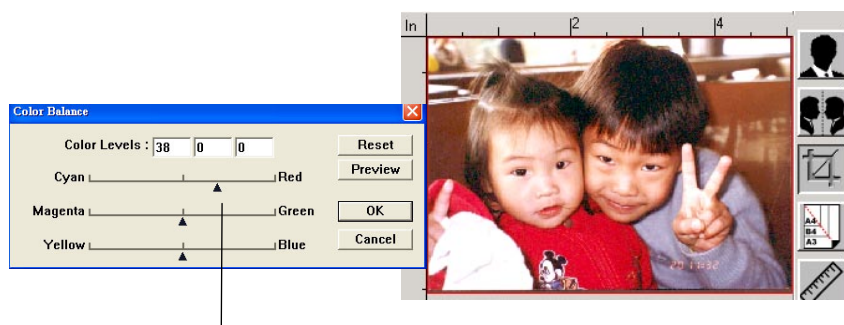 Color Balance
Color Levels : 38 0 0
Reset
Cyan Red
Preview
Magenta Green
OK
Yellow Blue
Cancel
In 2 4
A4
B4
A3